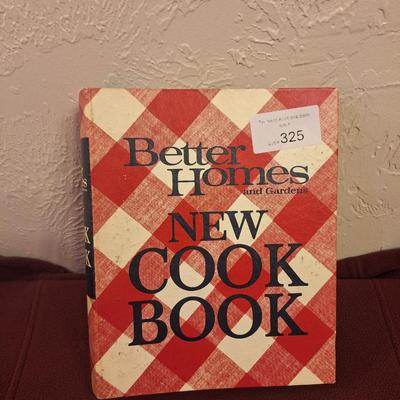 325
Better
Homes
and Gardens
NEW
COOK
BOOK